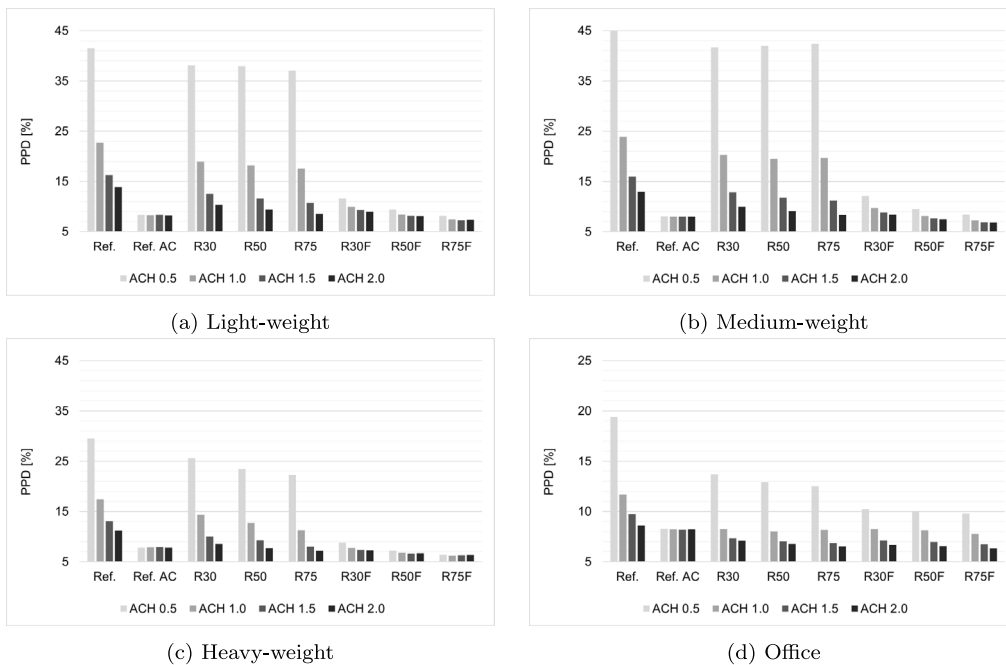 45
35
25
15
5
PPD [%]
Ref. Ref. AC R30 R50 R75 R30F R50F R75F
ACH 0.5 ACH 1.0 ACH 1.5 ACH 2.0
(a) Light-weight
45
35
25
15
5
PPD [%]
Ref. Ref. AC R30 R50 R75 R30F R50F R75F
ACH 0.5 ACH 1.0 ACH 1.5 ACH 2.0
(b) Medium-weight
45
35
25
15
5
PPD [%]
Ref. Ref. AC R30 R50 R75 R30F R50F R75F
ACH 0.5 ACH 1.0 ACH 1.5 ACH 2.0
(c) Heavy-weight
25
20
15
10
5
PPD [%]
Ref. Ref. AC R30 R50 R75 R30F R50F R75F
ACH 0.5 ACH 1.0 ACH 1.5 ACH 2.0
(d) Office